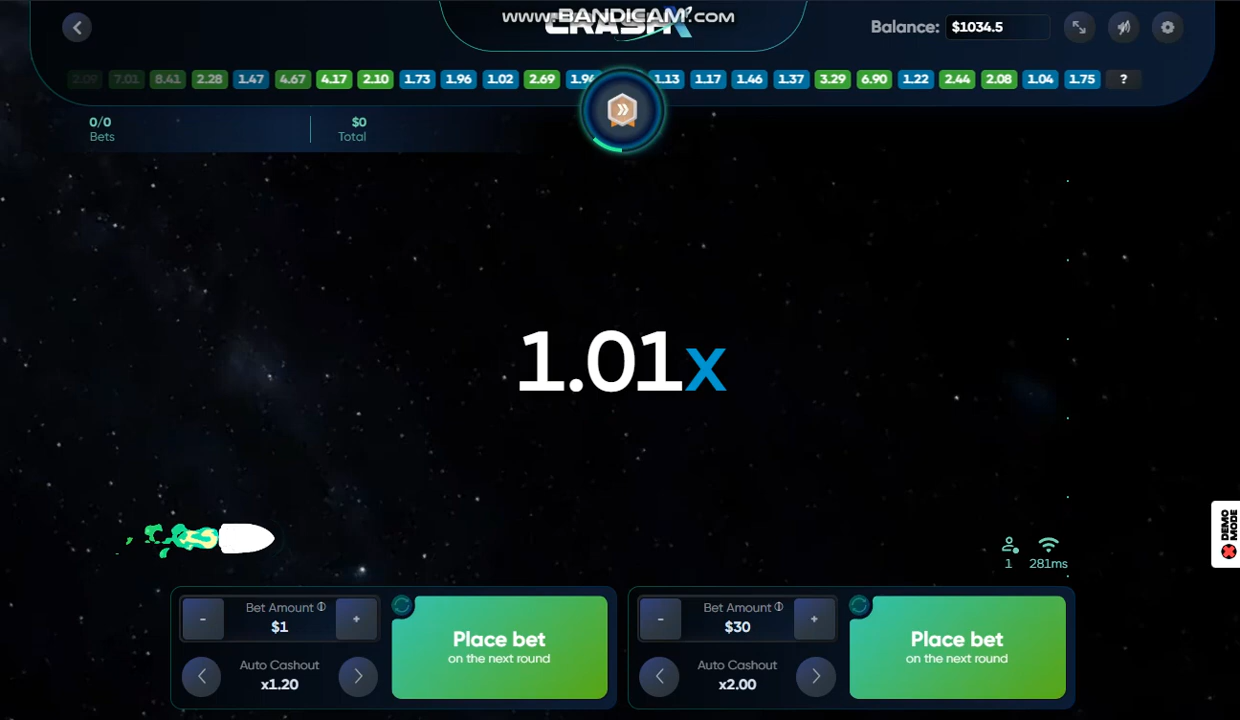 www.BANDICAM.com
CRASH X
Balance: $1034.5
2.09 7.01 8.41 2.28 1.47 4.67 4.17 2.10 1.73 1.96 1.02 2.69 1.13 1.17 1.46 1.37 3.29 6.90 1.22 2.44 2.08 1.04 1.75 ?
0/0 $0
Bets Total
1.01x
DEMO MODE
1 281ms
Bet Amount
- $1 +
Auto Cashout
x1.20
Place bet
on the next round
Bet Amount
- $30 +
Auto Cashout
x2.00
Place bet
on the next round